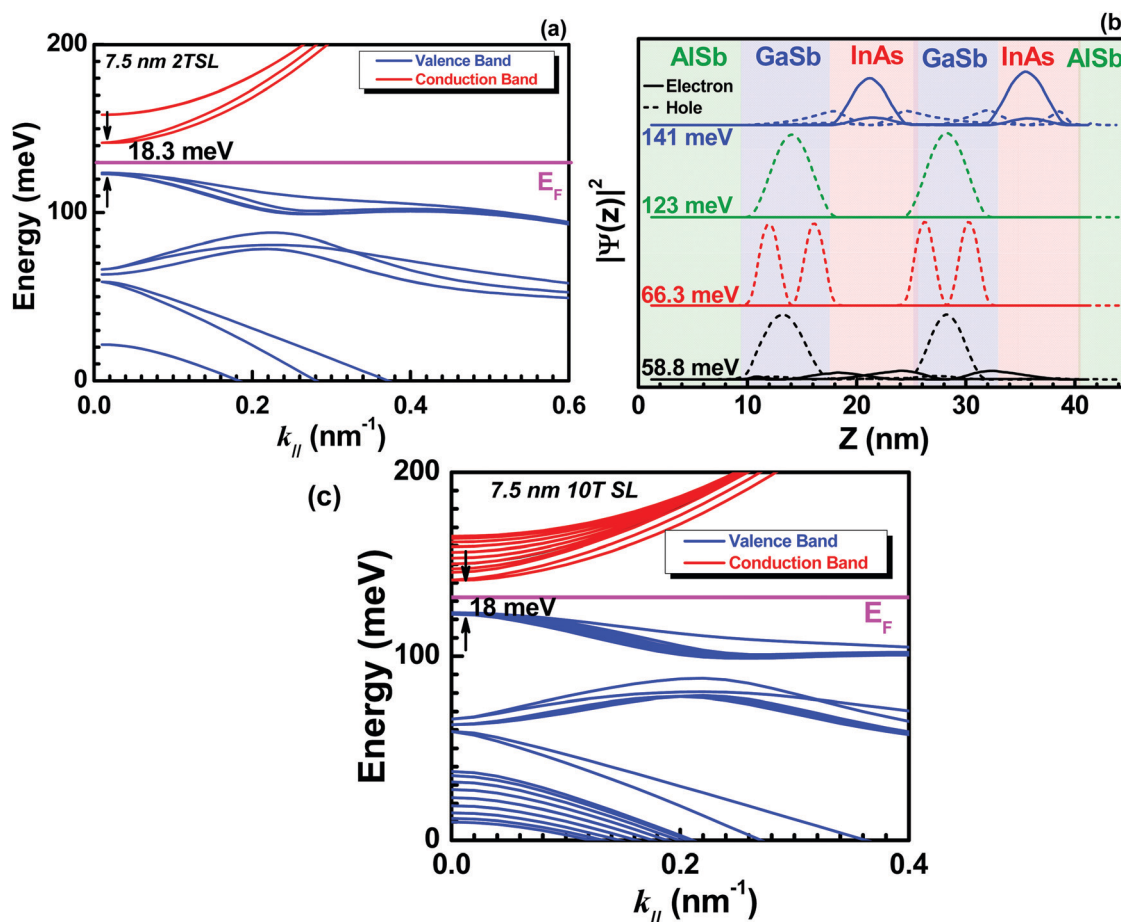 (a)
7.5 nm 2TSL
Valence Band
Conduction Band
18.3 meV
E_F
200
100
0
Energy (meV)
0.0 0.2 0.4 0.6
k_// (nm^-1)
(b)
AlSb GaSb InAs GaSb InAs AlSb
Electron
Hole
141 meV
123 meV
66.3 meV
58.8 meV
|Ψ(z)|^2
0 10 20 30 40
Z (nm)
(c)
7.5 nm 10T SL
Valence Band
Conduction Band
18 meV
E_F
200
100
0
Energy (meV)
0.0 0.2 0.4
k_// (nm^-1)